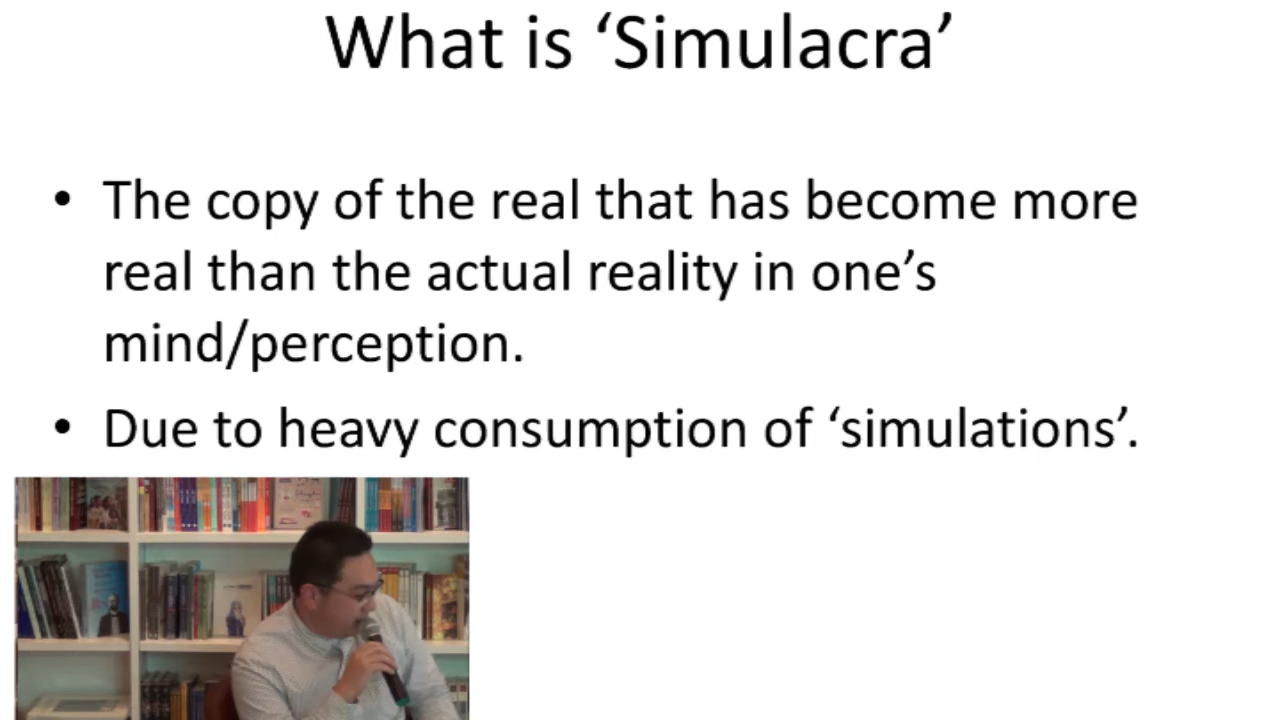 What is ‘Simulacra’
• The copy of the real that has become more
real than the actual reality in one’s
mind/perception.
• Due to heavy consumption of ‘simulations’.